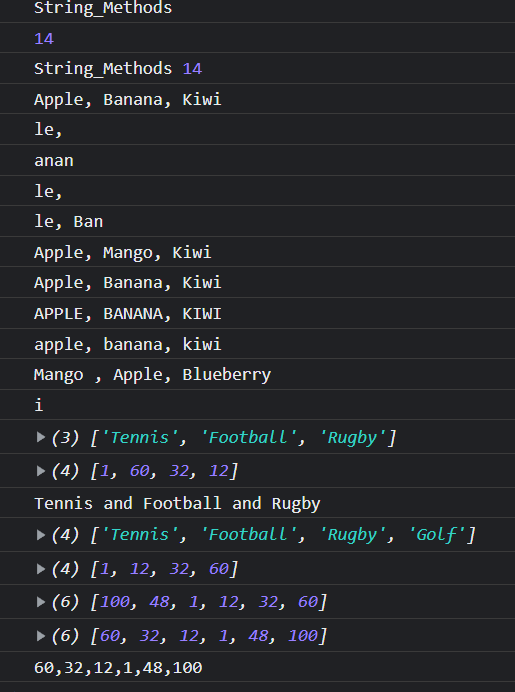 String_Methods
14
String_Methods 14
Apple, Banana, Kiwi
le,
anan
le,
le, Ban
Apple, Mango, Kiwi
Apple, Banana, Kiwi
APPLE, BANANA, KIWI
apple, banana, kiwi
Mango , Apple, Blueberry
i
(3) ['Tennis', 'Football', 'Rugby']
(4) [1, 60, 32, 12]
Tennis and Football and Rugby
(4) ['Tennis', 'Football', 'Rugby', 'Golf']
(4) [1, 12, 32, 60]
(6) [100, 48, 1, 12, 32, 60]
(6) [60, 32, 12, 1, 48, 100]
60,32,12,1,48,100